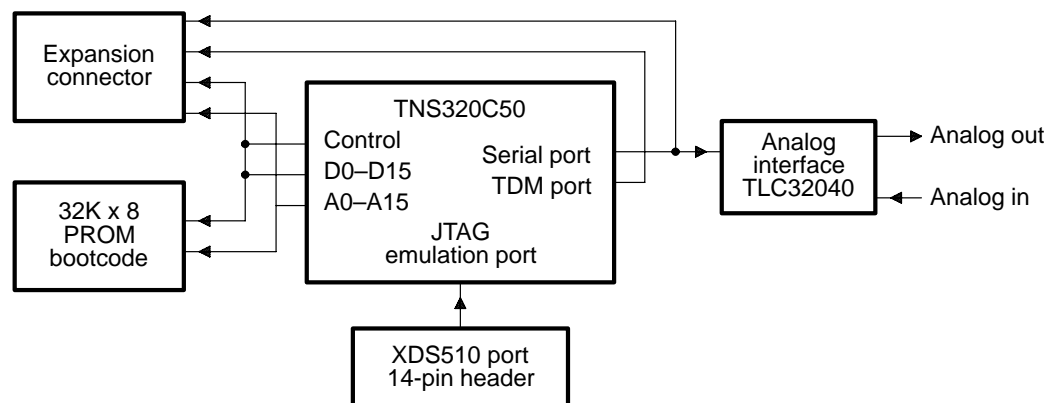 Expansion
connector
32K x 8
PROM
bootcode
TNS320C50
Control
D0–D15
A0–A15
Serial port
TDM port
JTAG
emulation port
XDS510 port
14-pin header
Analog
interface
TLC32040
Analog out
Analog in